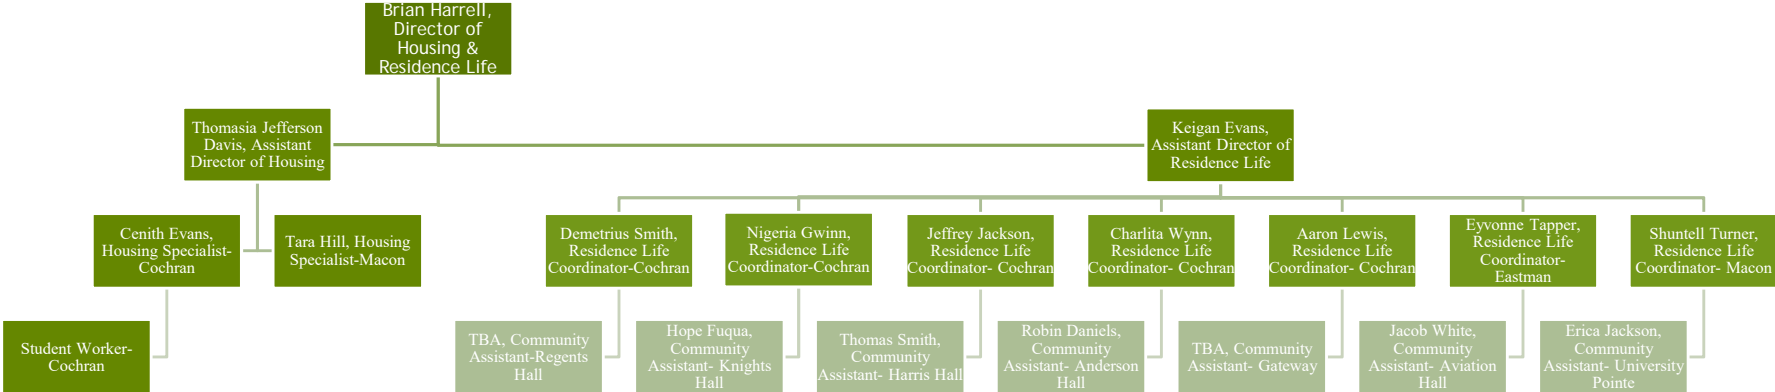 Brian Harrell,
Director of
Housing &
Residence Life
Thomasia Jefferson
Davis, Assistant
Director of Housing
Keigan Evans,
Assistant Director of
Residence Life
Cenith Evans,
Housing Specialist-
Cochran
Tara Hill, Housing
Specialist-Macon
Demetrius Smith,
Residence Life
Coordinator-Cochran
Nigeria Gwinn,
Residence Life
Coordinator-Cochran
Jeffrey Jackson,
Residence Life
Coordinator- Cochran
Charlita Wynn,
Residence Life
Coordinator- Cochran
Aaron Lewis,
Residence Life
Coordinator- Cochran
Eyvonne Tapper,
Residence Life
Coordinator-
Eastman
Shuntell Turner,
Residence Life
Coordinator- Macon
Student Worker-
Cochran
TBA, Community
Assistant-Regents
Hall
Hope Fuqua,
Community
Assistant- Knights
Hall
Thomas Smith,
Community
Assistant- Harris Hall
Robin Daniels,
Community
Assistant- Anderson
Hall
TBA, Community
Assistant- Gateway
Jacob White,
Community
Assistant- Aviation
Hall
Erica Jackson,
Community
Assistant- University
Pointe